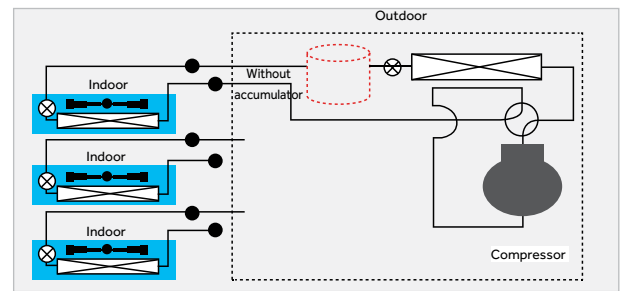 Outdoor
Indoor
Without
accumulator
Indoor
Indoor
Compressor